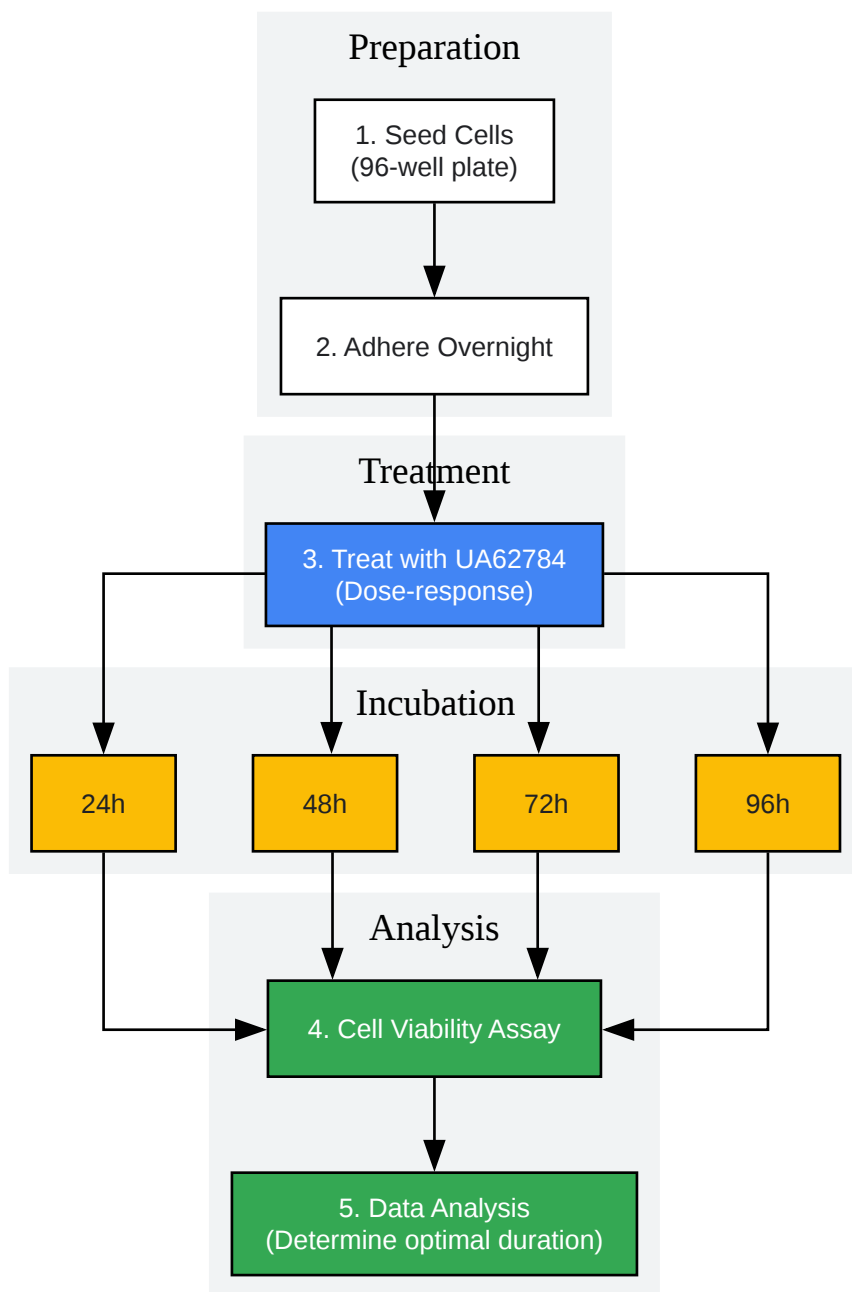 Preparation
1. Seed Cells
(96-well plate)
2. Adhere Overnight
Treatment
3. Treat with UA62784
(Dose-response)
Incubation
24h
48h
72h
96h
Analysis
4. Cell Viability Assay
5. Data Analysis
(Determine optimal duration)